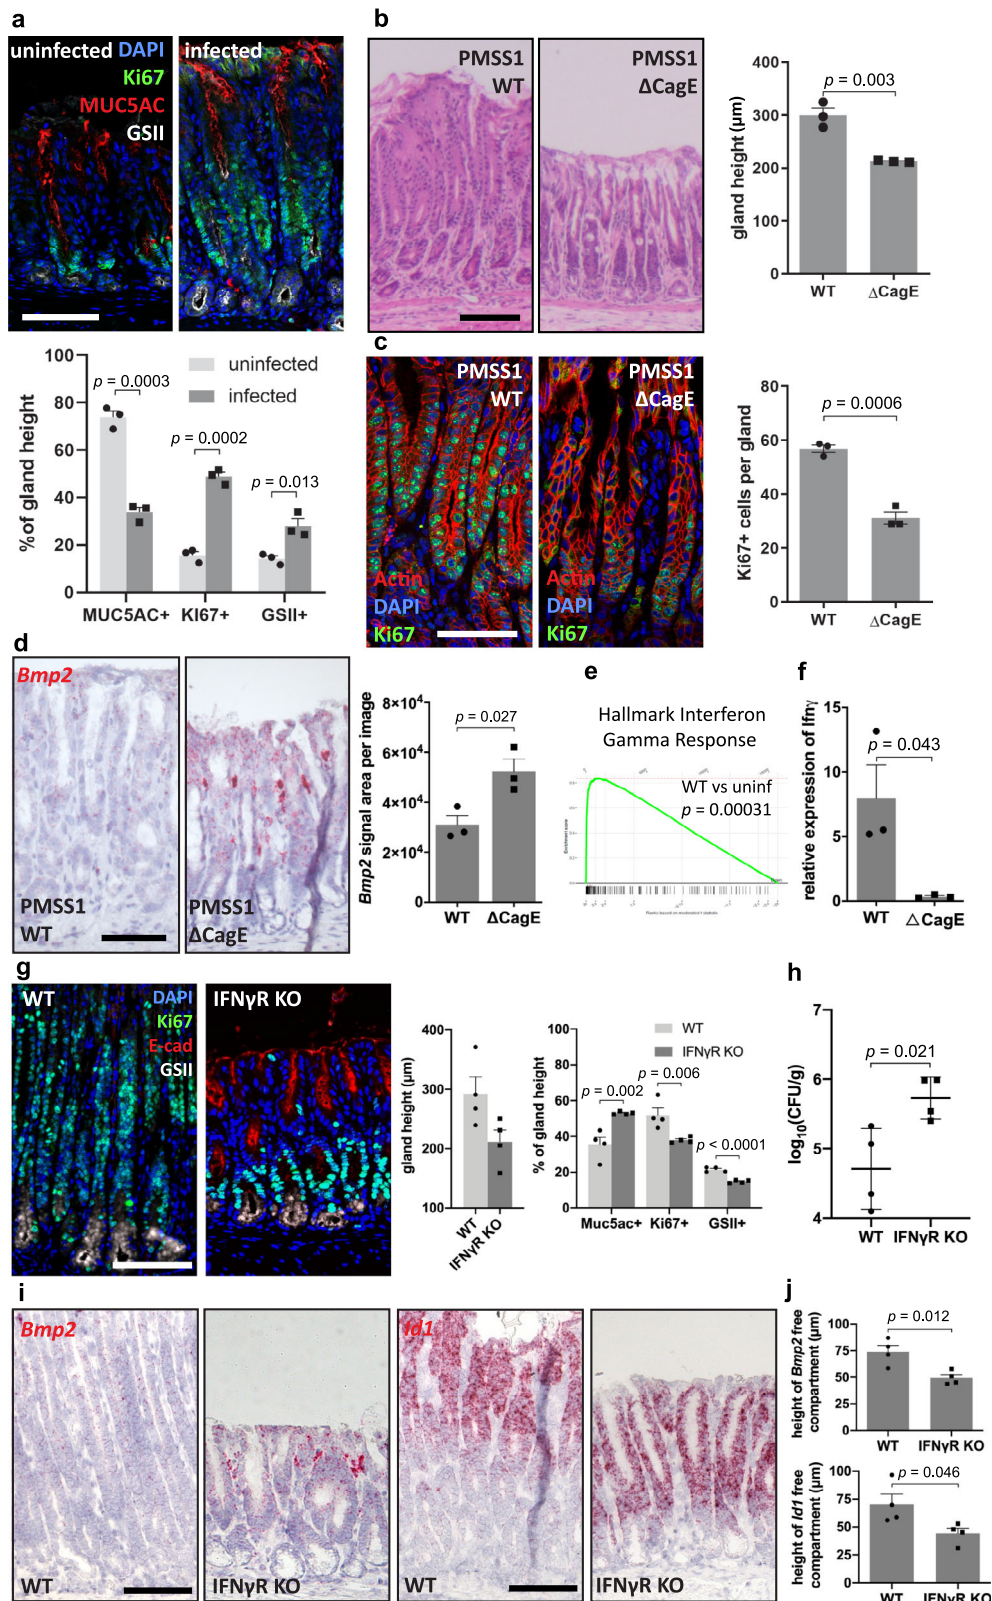 a
uninfected DAPI
Ki67
MUC5AC
GSII
infected
% of gland height
100
80
60
40
20
0
uninfected
infected
p = 0.0003
p = 0.0002
p = 0.013
MUC5AC+ KI67+ GSII+
b
PMSS1
WT
PMSS1
ΔCagE
gland height (µm)
400
300
200
100
0
p = 0.003
WT ΔCagE
c
PMSS1
WT
Actin
DAPI
Ki67
PMSS1
ΔCagE
Actin
DAPI
Ki67
Ki67+ cells per gland
80
60
40
20
0
p = 0.0006
WT ΔCagE
d
Bmp2
PMSS1
WT
PMSS1
ΔCagE
Bmp2 signal area per image
8×10⁴
6×10⁴
4×10⁴
2×10⁴
0
p = 0.027
WT ΔCagE
e
Hallmark Interferon
Gamma Response
WT vs uninf
p = 0.00031
Enrichment score
f
relative expression of Ifnγ
15
10
5
0
p = 0.043
WT △CagE
g
WT
DAPI
Ki67
E-cad
GSII
IFNγR KO
gland height (µm)
400
300
200
100
WT
IFNγR KO
% of gland height
100
80
60
40
20
0
WT
IFNγR KO
p = 0.002
p = 0.006
p < 0.0001
Muc5ac+ Ki67+ GSII+
h
log₁₀(CFU/g)
7
6
5
4
p = 0.021
WT IFNγR KO
i
Bmp2
WT
IFNγR KO
Id1
WT
IFNγR KO
j
height of Bmp2 free
compartment (µm)
100
75
50
25
0
p = 0.012
WT IFNγR KO
height of Id1 free
compartment (µm)
100
75
50
25
0
p = 0.046
WT IFNγR KO